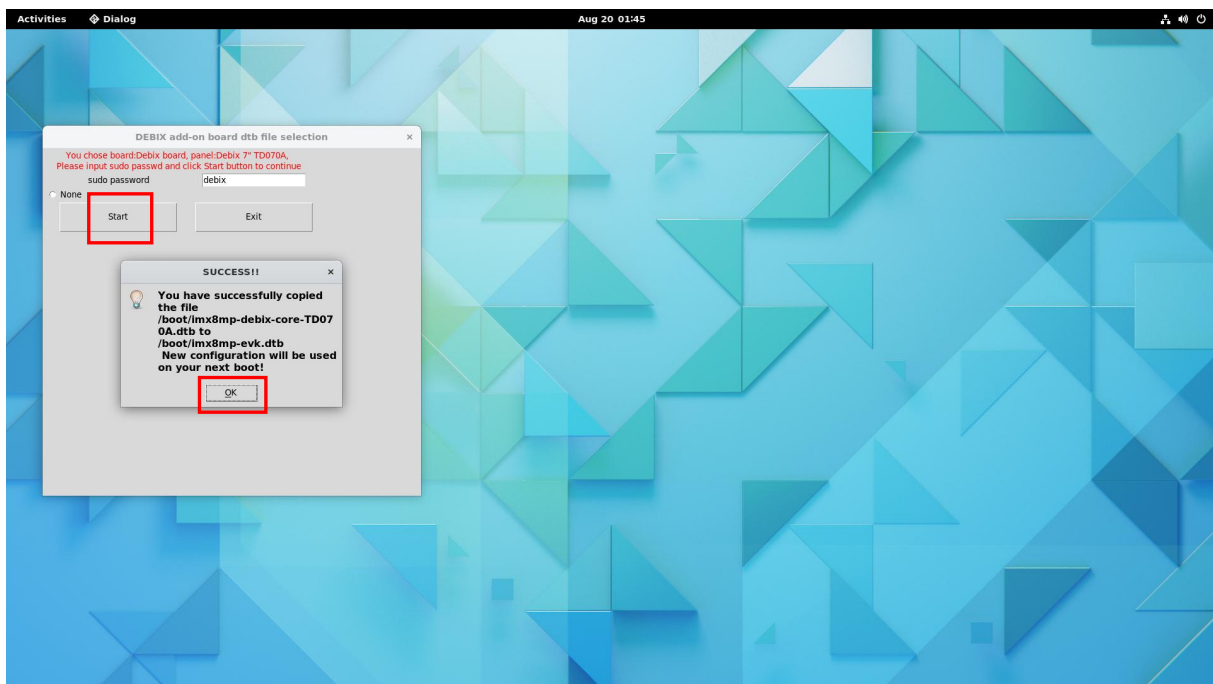 Activities Dialog Aug 20 01:45
DEBIX add-on board dtb file selection ×
You chose board:Debix board, panel:Debix 7" TD070A,
Please input sudo passwd and click Start button to continue
sudo password debix
None
Start Exit
SUCCESS!! ×
You have successfully copied
the file
/boot/imx8mp-debix-core-TD07
0A.dtb to
/boot/imx8mp-evk.dtb
New configuration will be used
on your next boot!
OK